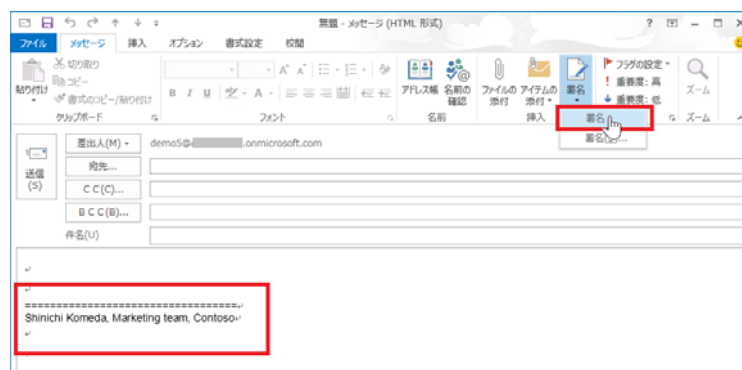 無題 - メッセージ (HTML 形式)
ファイル メッセージ 挿入 オプション 書式設定 校閲
貼り付け
切り取り
コピー
書式のコピー/貼り付け
クリップボード
B I U
フォント
アドレス帳 名前の確認
名前
ファイルの添付 アイテムの添付 署名
挿入
フラグの設定
重要度: 高
重要度: 低
ズーム
ズーム
署名
署名
送信(S)
差出人(M) demo5@ .onmicrosoft.com
宛先...
C C(C)...
B C C(B)...
件名(U)
==================================
Shinichi Komeda, Marketing team, Contoso